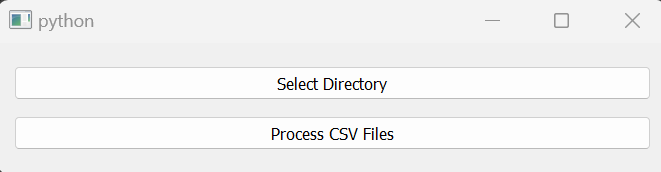 python
Select Directory
Process CSV Files